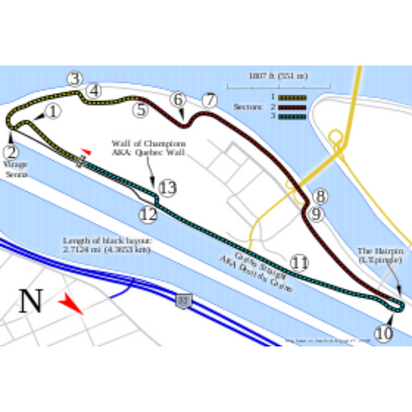 1807 ft (551 m)
Sectors:
1
2
3
3
4
1
5
6
7
2
Virage
Senna
Wall of Champions
AKA: Quebec Wall
13
12
8
9
Length of black layout:
2.7124 mi (4.3653 km)
11
Casino Straight
AKA Droit du Casino
The Hairpin
(L'Epingle)
10
N